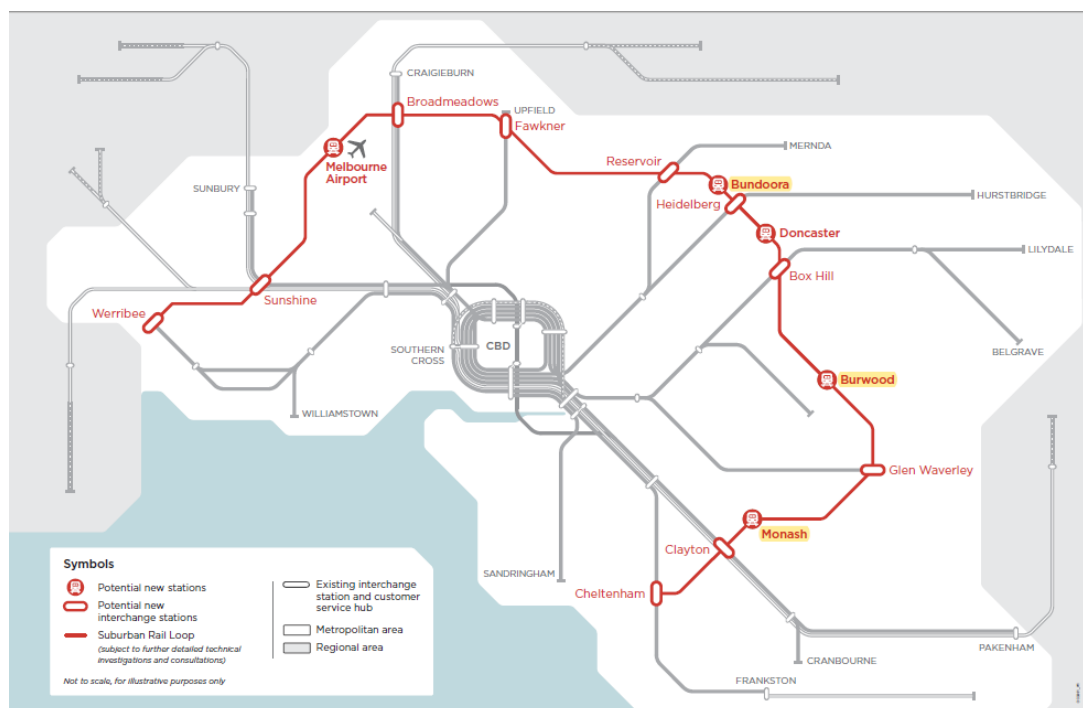 CRAIGIEBURN
Broadmeadows
UPFIELD
Fawkner
Melbourne
Airport
SUNBURY
Reservoir
MERNDA
Bundoora
Heidelberg
HURSTBRIDGE
Doncaster
LILYDALE
Box Hill
Sunshine
Werribee
SOUTHERN
CROSS
CBD
BELGRAVE
Burwood
WILLIAMSTOWN
Glen Waverley
Monash
Clayton
SANDRINGHAM
Cheltenham
PAKENHAM
CRANBOURNE
FRANKSTON
Symbols
Potential new stations
Potential new
interchange stations
Suburban Rail Loop
(subject to further detailed technical
investigations and consultations)
Not to scale, for illustrative purposes only
Existing interchange
station and customer
service hub
Metropolitan area
Regional area